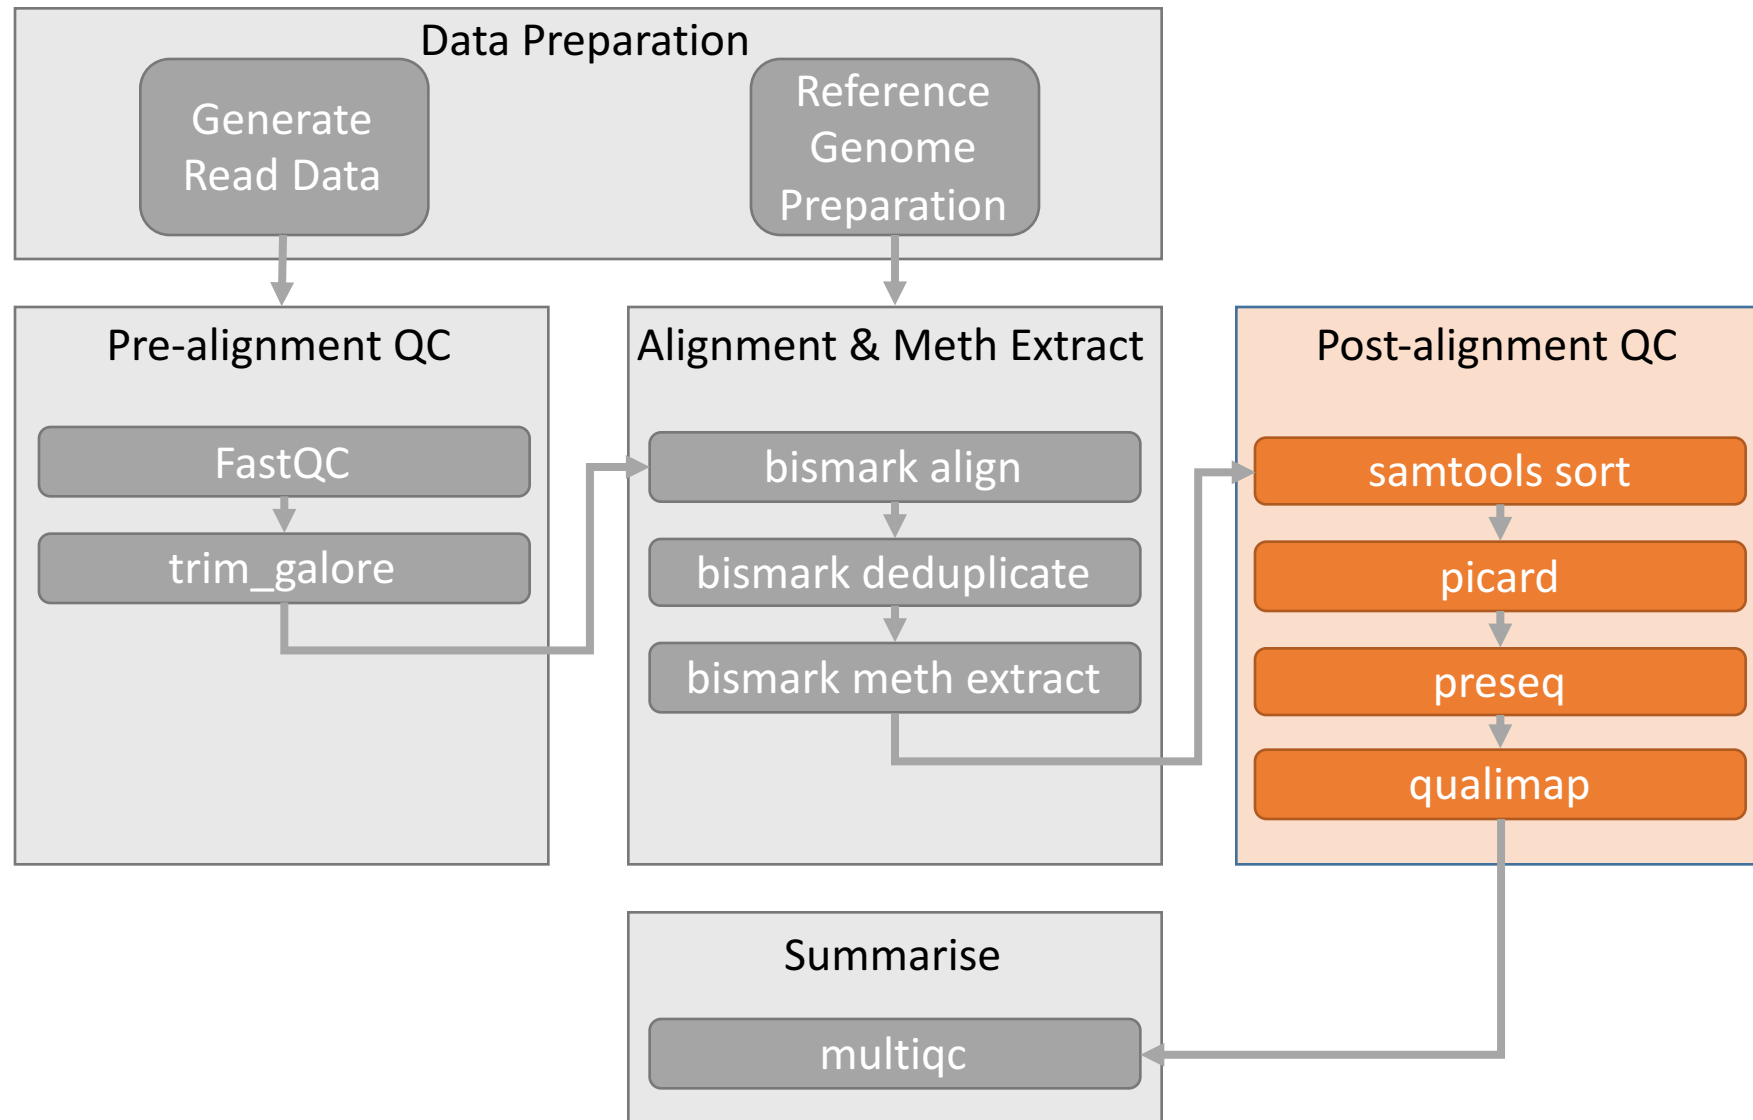 Data Preparation
Generate
Read Data
Reference
Genome
Preparation
Pre-alignment QC
FastQC
trim_galore
Alignment & Meth Extract
bismark align
bismark deduplicate
bismark meth extract
Post-alignment QC
samtools sort
picard
preseq
qualimap
Summarise
multiqc